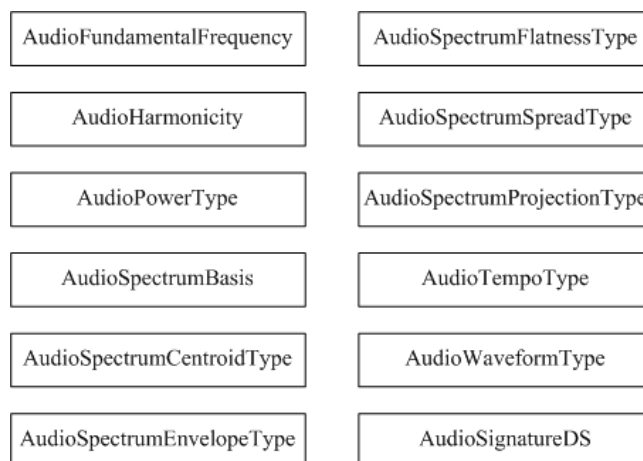 AudioFundamentalFrequency
AudioSpectrumFlatnessType
AudioHarmonicity
AudioSpectrumSpreadType
AudioPowerType
AudioSpectrumProjectionType
AudioSpectrumBasis
AudioTempoType
AudioSpectrumCentroidType
AudioWaveformType
AudioSpectrumEnvelopeType
AudioSignatureDS